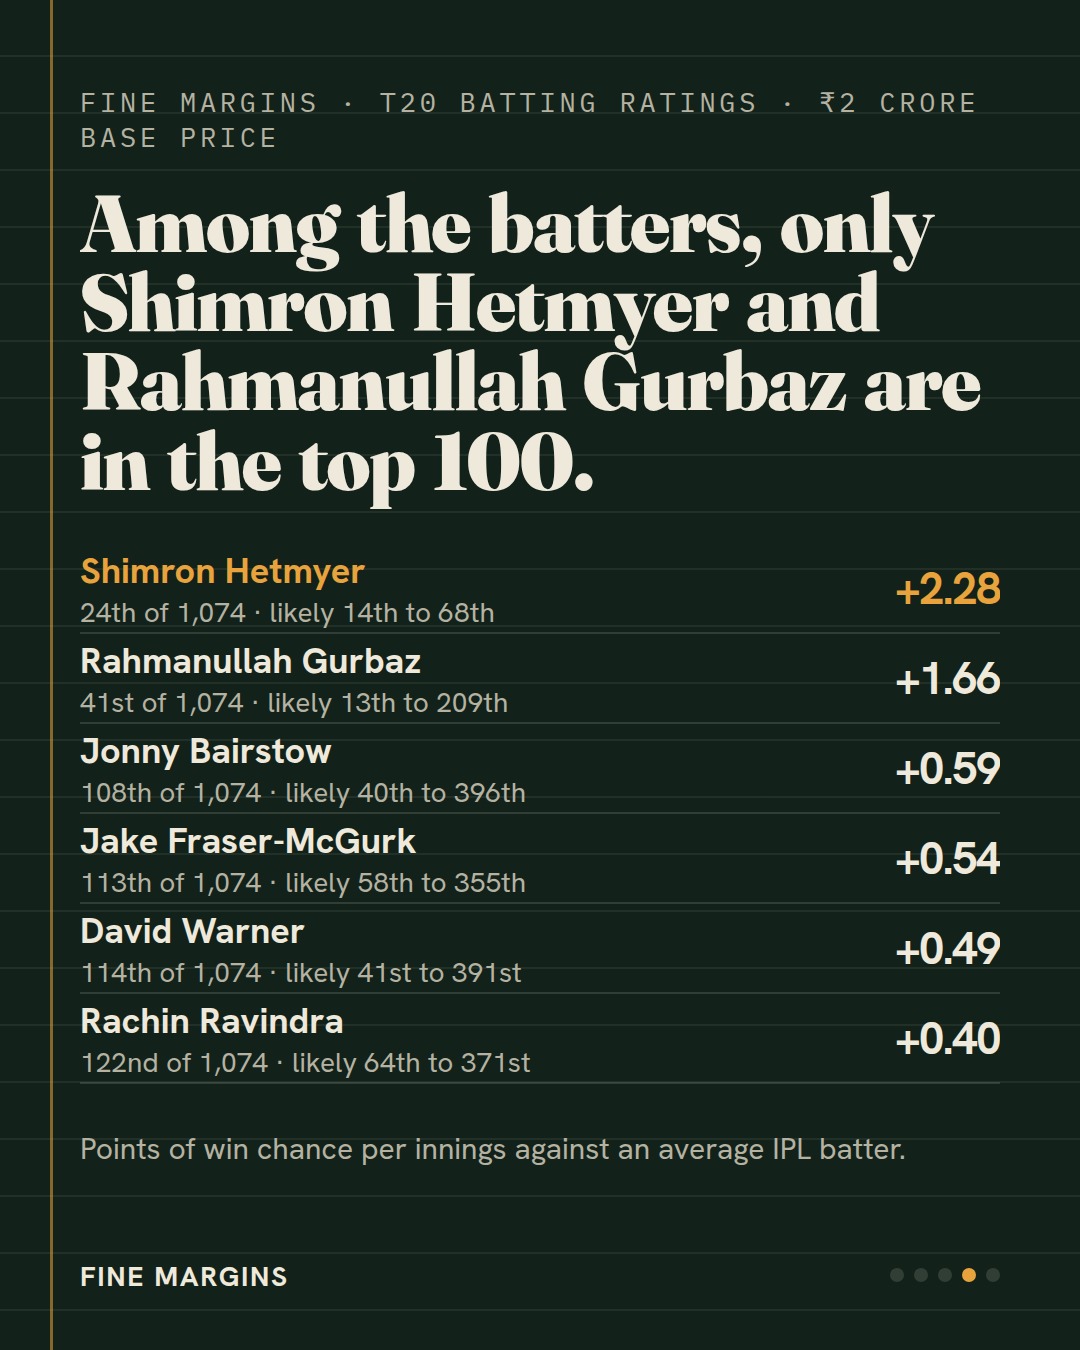 FINE MARGINS · T20 BATTING RATINGS · ₹2 CRORE
BASE PRICE
Among the batters, only
Shimron Hetmyer and
Rahmanullah Gurbaz are
in the top 100.
Shimron Hetmyer
+2.28
24th of 1,074 · likely 14th to 68th
Rahmanullah Gurbaz
+1.66
41st of 1,074 · likely 13th to 209th
Jonny Bairstow
+0.59
108th of 1,074 · likely 40th to 396th
Jake Fraser-McGurk
+0.54
113th of 1,074 · likely 58th to 355th
David Warner
+0.49
114th of 1,074 · likely 41st to 391st
Rachin Ravindra
+0.40
122nd of 1,074 · likely 64th to 371st
Points of win chance per innings against an average IPL batter.
FINE MARGINS